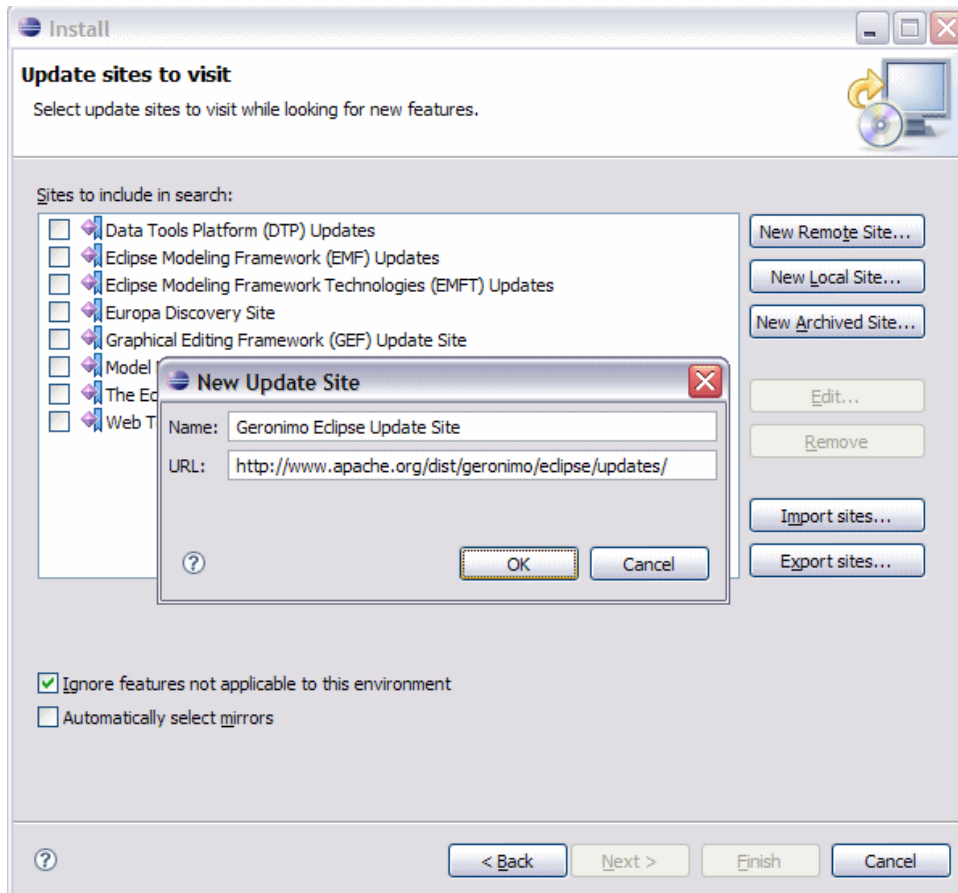 Install
Update sites to visit
Select update sites to visit while looking for new features.
Sites to include in search:
Data Tools Platform (DTP) Updates
Eclipse Modeling Framework (EMF) Updates
Eclipse Modeling Framework Technologies (EMFT) Updates
Europa Discovery Site
Graphical Editing Framework (GEF) Update Site
Model
The
Web
New Remote Site...
New Local Site...
New Archived Site...
Edit...
Remove
Import sites...
Export sites...
New Update Site
Name: Geronimo Eclipse Update Site
URL: http://www.apache.org/dist/geronimo/eclipse/updates/
?
OK Cancel
Ignore features not applicable to this environment
Automatically select mirrors
?
< Back Next > Finish Cancel